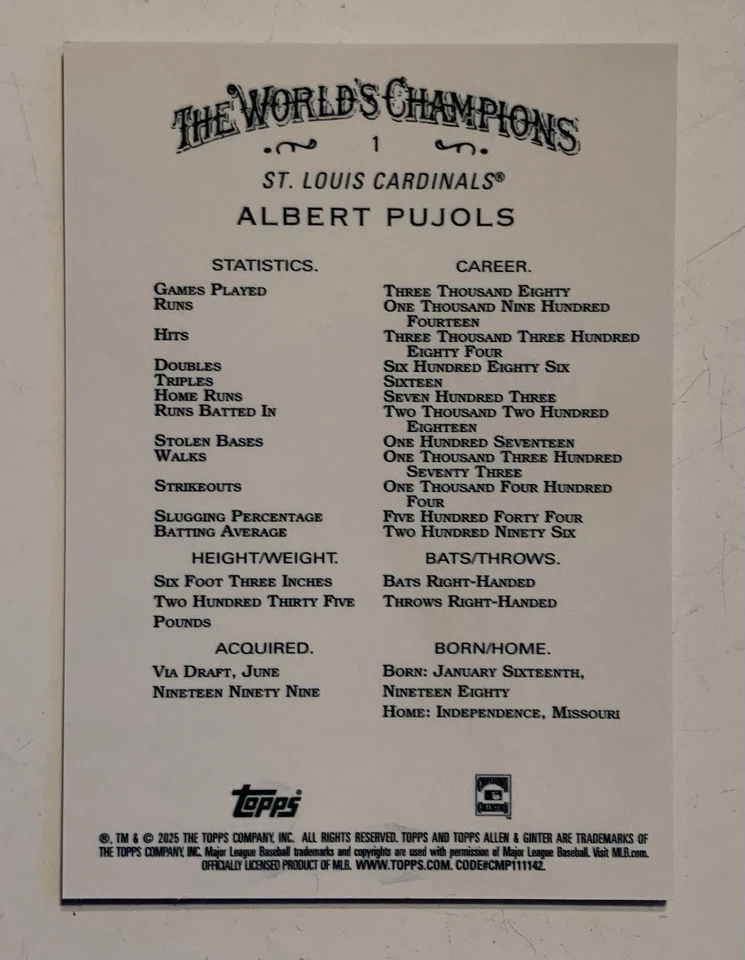 THE WORLD'S CHAMPIONS
1
ST. LOUIS CARDINALS®
ALBERT PUJOLS
STATISTICS. CAREER.
GAMES PLAYED THREE THOUSAND EIGHTY
RUNS ONE THOUSAND NINE HUNDRED
FOURTEEN
HITS THREE THOUSAND THREE HUNDRED
EIGHTY FOUR
DOUBLES SIX HUNDRED EIGHTY SIX
TRIPLES SIXTEEN
HOME RUNS SEVEN HUNDRED THREE
RUNS BATTED IN TWO THOUSAND TWO HUNDRED
EIGHTEEN
STOLEN BASES ONE HUNDRED SEVENTEEN
WALKS ONE THOUSAND THREE HUNDRED
SEVENTY THREE
STRIKEOUTS ONE THOUSAND FOUR HUNDRED
FOUR
SLUGGING PERCENTAGE FIVE HUNDRED FORTY FOUR
BATTING AVERAGE TWO HUNDRED NINETY SIX
HEIGHT/WEIGHT. BATS/THROWS.
SIX FOOT THREE INCHES BATS RIGHT-HANDED
TWO HUNDRED THIRTY FIVE THROWS RIGHT-HANDED
POUNDS
ACQUIRED. BORN/HOME.
VIA DRAFT, JUNE BORN: JANUARY SIXTEENTH,
NINETEEN NINETY NINE NINETEEN EIGHTY
HOME: INDEPENDENCE, MISSOURI
Topps® COOPERSTOWN
COLLECTION
®, TM & © 2025 THE TOPPS COMPANY, INC. ALL RIGHTS RESERVED. TOPPS AND TOPPS ALLEN & GINTER ARE TRADEMARKS OF
THE TOPPS COMPANY, INC. Major League Baseball trademarks and copyrights are used with permission of Major League Baseball. Visit MLB.com.
OFFICIALLY LICENSED PRODUCT OF MLB. WWW.TOPPS.COM. CODE#CMP111142.